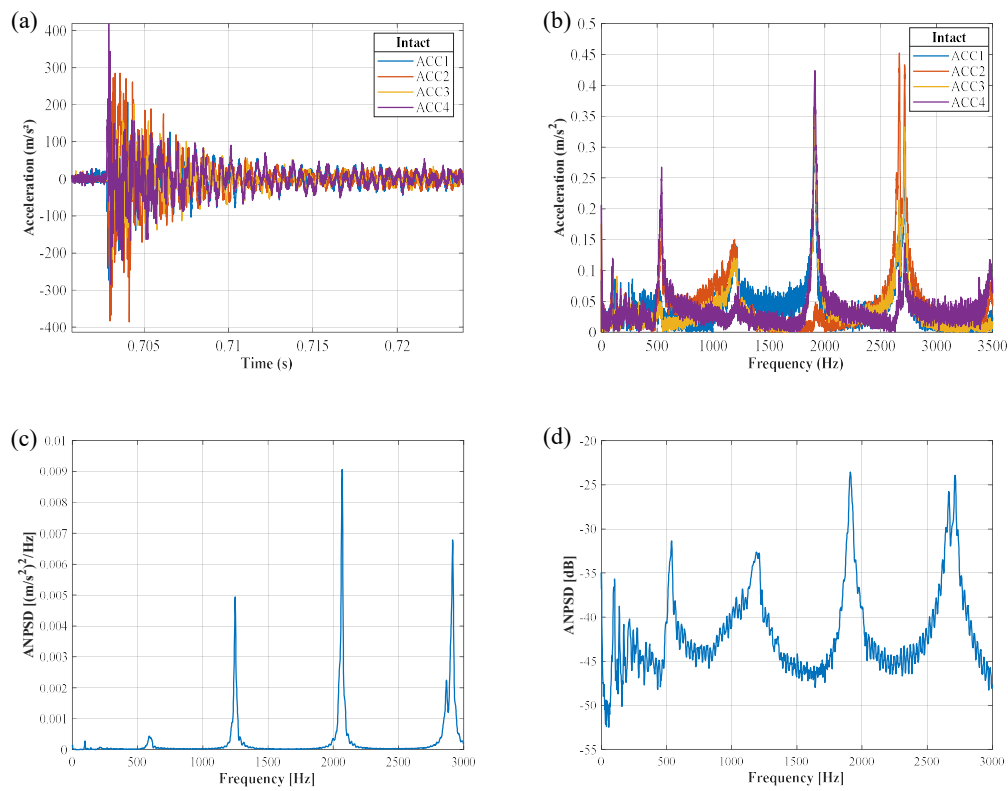 (a)
Acceleration (m/s²)
400
300
200
100
0
-100
-200
-300
-400
0.705
0.71
0.715
0.72
Time (s)
Intact
ACC1
ACC2
ACC3
ACC4
(b)
Acceleration (m/s²)
0.5
0.45
0.4
0.35
0.3
0.25
0.2
0.15
0.1
0.05
0
0
500
1000
1500
2000
2500
3000
3500
Frequency (Hz)
Intact
ACC1
ACC2
ACC3
ACC4
(c)
ANPSD [(m/s²)²/Hz]
0.01
0.009
0.008
0.007
0.006
0.005
0.004
0.003
0.002
0.001
0
0
500
1000
1500
2000
2500
3000
Frequency [Hz]
(d)
ANPSD [dB]
-20
-25
-30
-35
-40
-45
-50
-55
0
500
1000
1500
2000
2500
3000
Frequency [Hz]